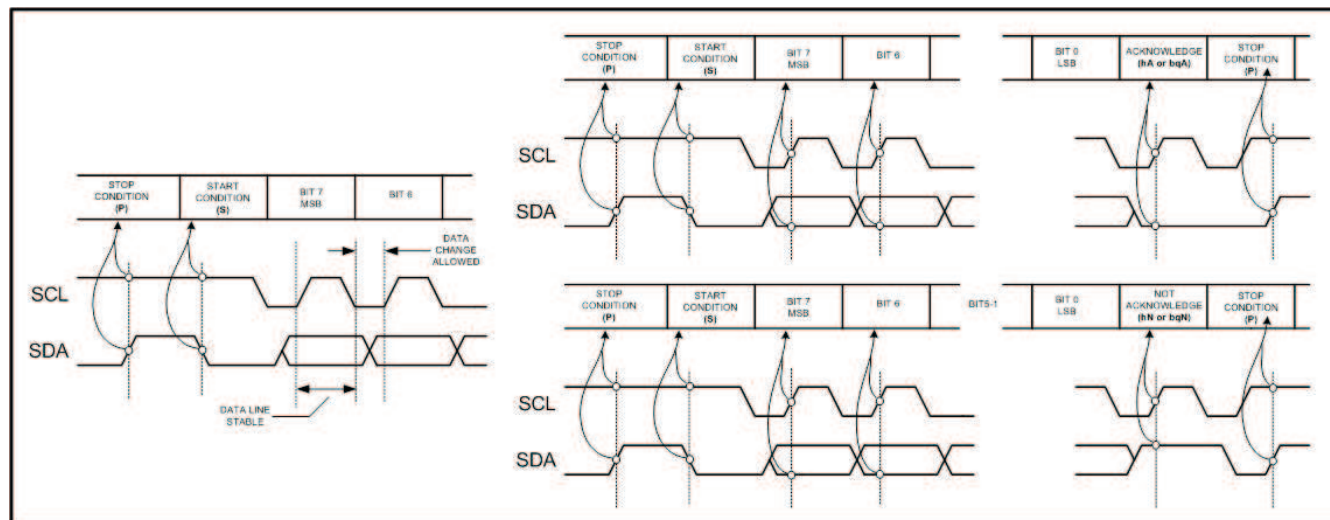 STOP
CONDITION
(P)
START
CONDITION
(S)
BIT 7
MSB
BIT 6
DATA
CHANGE
ALLOWED
SCL
SDA
DATA LINE
STABLE
STOP
CONDITION
(P)
START
CONDITION
(S)
BIT 7
MSB
BIT 6
BIT 0
LSB
ACKNOWLEDGE
(hA or bqA)
STOP
CONDITION
(P)
SCL
SDA
STOP
CONDITION
(P)
START
CONDITION
(S)
BIT 7
MSB
BIT 6
BIT5-1
BIT 0
LSB
NOT
ACKNOWLEDGE
(hN or bqN)
STOP
CONDITION
(P)
SCL
SDA